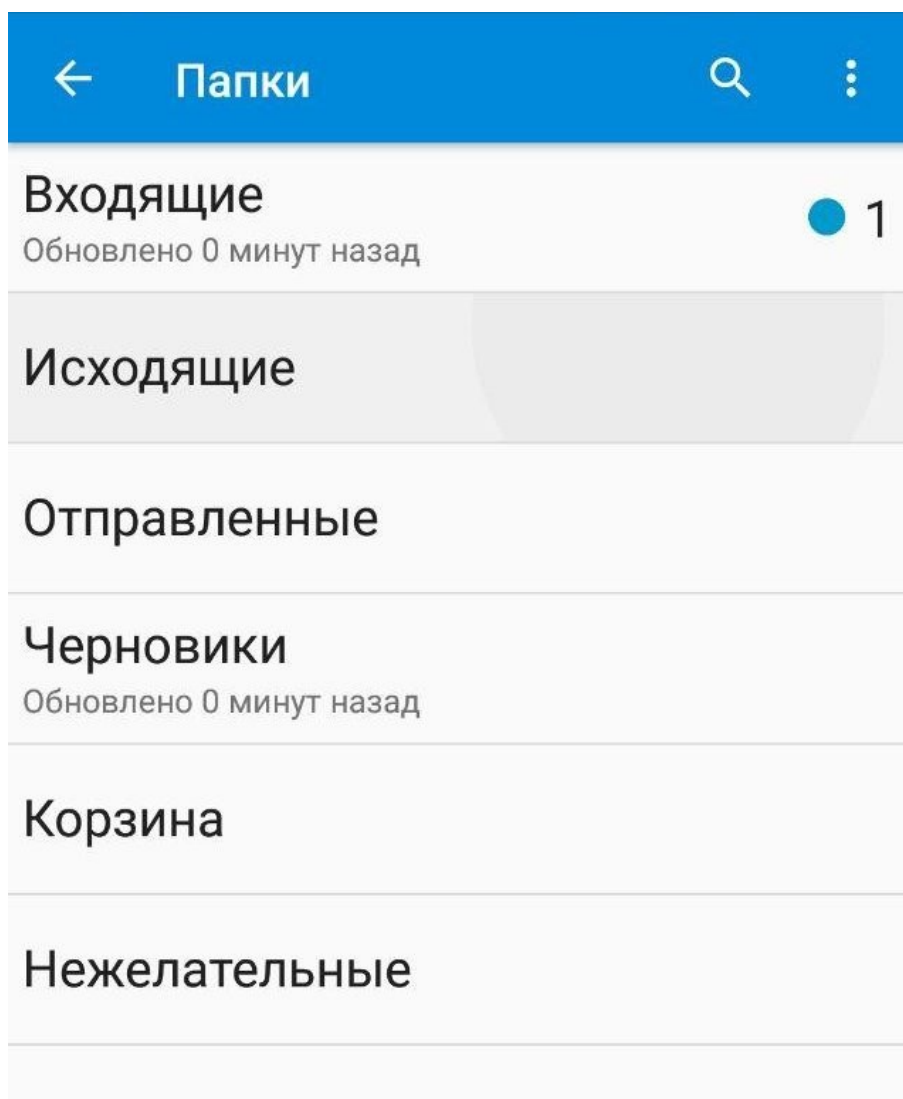 Папки
Входящие
1
Обновлено 0 минут назад
Исходящие
Отправленные
Черновики
Обновлено 0 минут назад
Корзина
Нежелательные